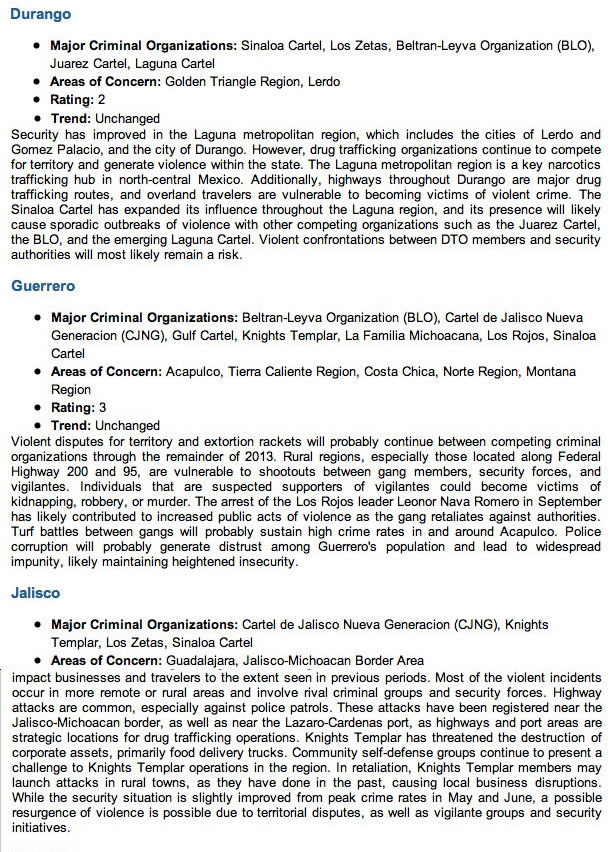 Durango
• Major Criminal Organizations: Sinaloa Cartel, Los Zetas, Beltran-Leyva Organization (BLO),
Juarez Cartel, Laguna Cartel
• Areas of Concern: Golden Triangle Region, Lerdo
• Rating: 2
• Trend: Unchanged
Security has improved in the Laguna metropolitan region, which includes the cities of Lerdo and
Gomez Palacio, and the city of Durango. However, drug trafficking organizations continue to compete
for territory and generate violence within the state. The Laguna metropolitan region is a key narcotics
trafficking hub in north-central Mexico. Additionally, highways throughout Durango are major drug
trafficking routes, and overland travelers are vulnerable to becoming victims of violent crime. The
Sinaloa Cartel has expanded its influence throughout the Laguna region, and its presence will likely
cause sporadic outbreaks of violence with other competing organizations such as the Juarez Cartel,
the BLO, and the emerging Laguna Cartel. Violent confrontations between DTO members and security
authorities will most likely remain a risk.
Guerrero
• Major Criminal Organizations: Beltran-Leyva Organization (BLO), Cartel de Jalisco Nueva
Generacion (CJNG), Gulf Cartel, Knights Templar, La Familia Michoacana, Los Rojos, Sinaloa
Cartel
• Areas of Concern: Acapulco, Tierra Caliente Region, Costa Chica, Norte Region, Montana
Region
• Rating: 3
• Trend: Unchanged
Violent disputes for territory and extortion rackets will probably continue between competing criminal
organizations through the remainder of 2013. Rural regions, especially those located along Federal
Highway 200 and 95, are vulnerable to shootouts between gang members, security forces, and
vigilantes. Individuals that are suspected supporters of vigilantes could become victims of
kidnapping, robbery, or murder. The arrest of the Los Rojos leader Leonor Nava Romero in September
has likely contributed to increased public acts of violence as the gang retaliates against authorities.
Turf battles between gangs will probably sustain high crime rates in and around Acapulco. Police
corruption will probably generate distrust among Guerrero's population and lead to widespread
impunity, likely maintaining heightened insecurity.
Jalisco
• Major Criminal Organizations: Cartel de Jalisco Nueva Generacion (CJNG), Knights
Templar, Los Zetas, Sinaloa Cartel
• Areas of Concern: Guadalajara, Jalisco-Michoacan Border Area
impact businesses and travelers to the extent seen in previous periods. Most of the violent incidents
occur in more remote or rural areas and involve rival criminal groups and security forces. Highway
attacks are common, especially against police patrols. These attacks have been registered near the
Jalisco-Michoacan border, as well as near the Lazaro-Cardenas port, as highways and port areas are
strategic locations for drug trafficking operations. Knights Templar has threatened the destruction of
corporate assets, primarily food delivery trucks. Community self-defense groups continue to present a
challenge to Knights Templar operations in the region. In retaliation, Knights Templar members may
launch attacks in rural towns, as they have done in the past, causing local business disruptions.
While the security situation is slightly improved from peak crime rates in May and June, a possible
resurgence of violence is possible due to territorial disputes, as well as vigilante groups and security
initiatives.